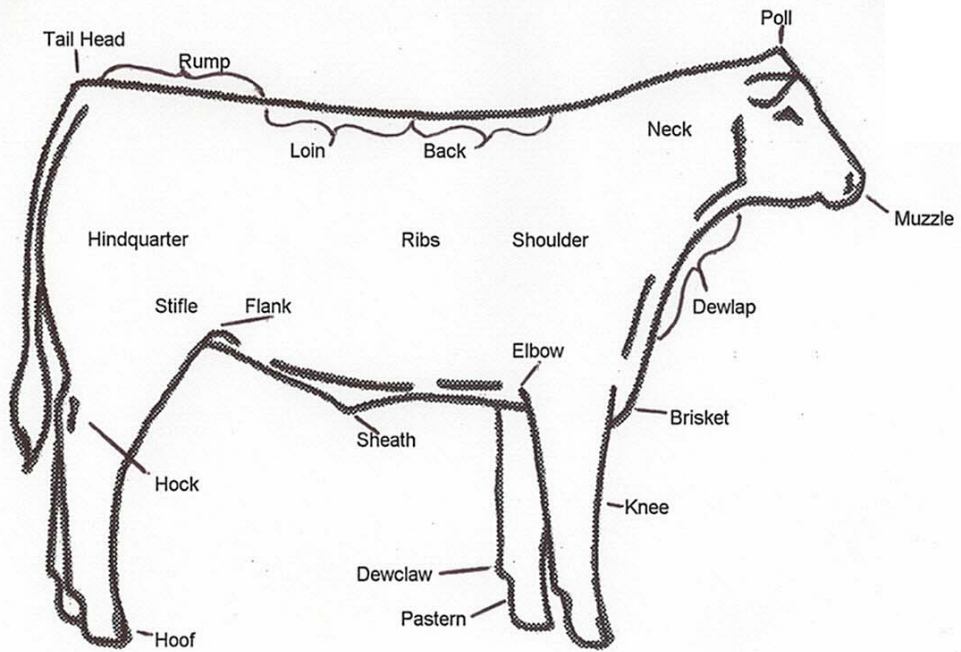 Poll
Tail Head
Rump
Neck
Loin
Back
Muzzle
Hindquarter
Ribs
Shoulder
Stifle
Flank
Dewlap
Elbow
Brisket
Sheath
Hock
Knee
Dewclaw
Pastern
Hoof